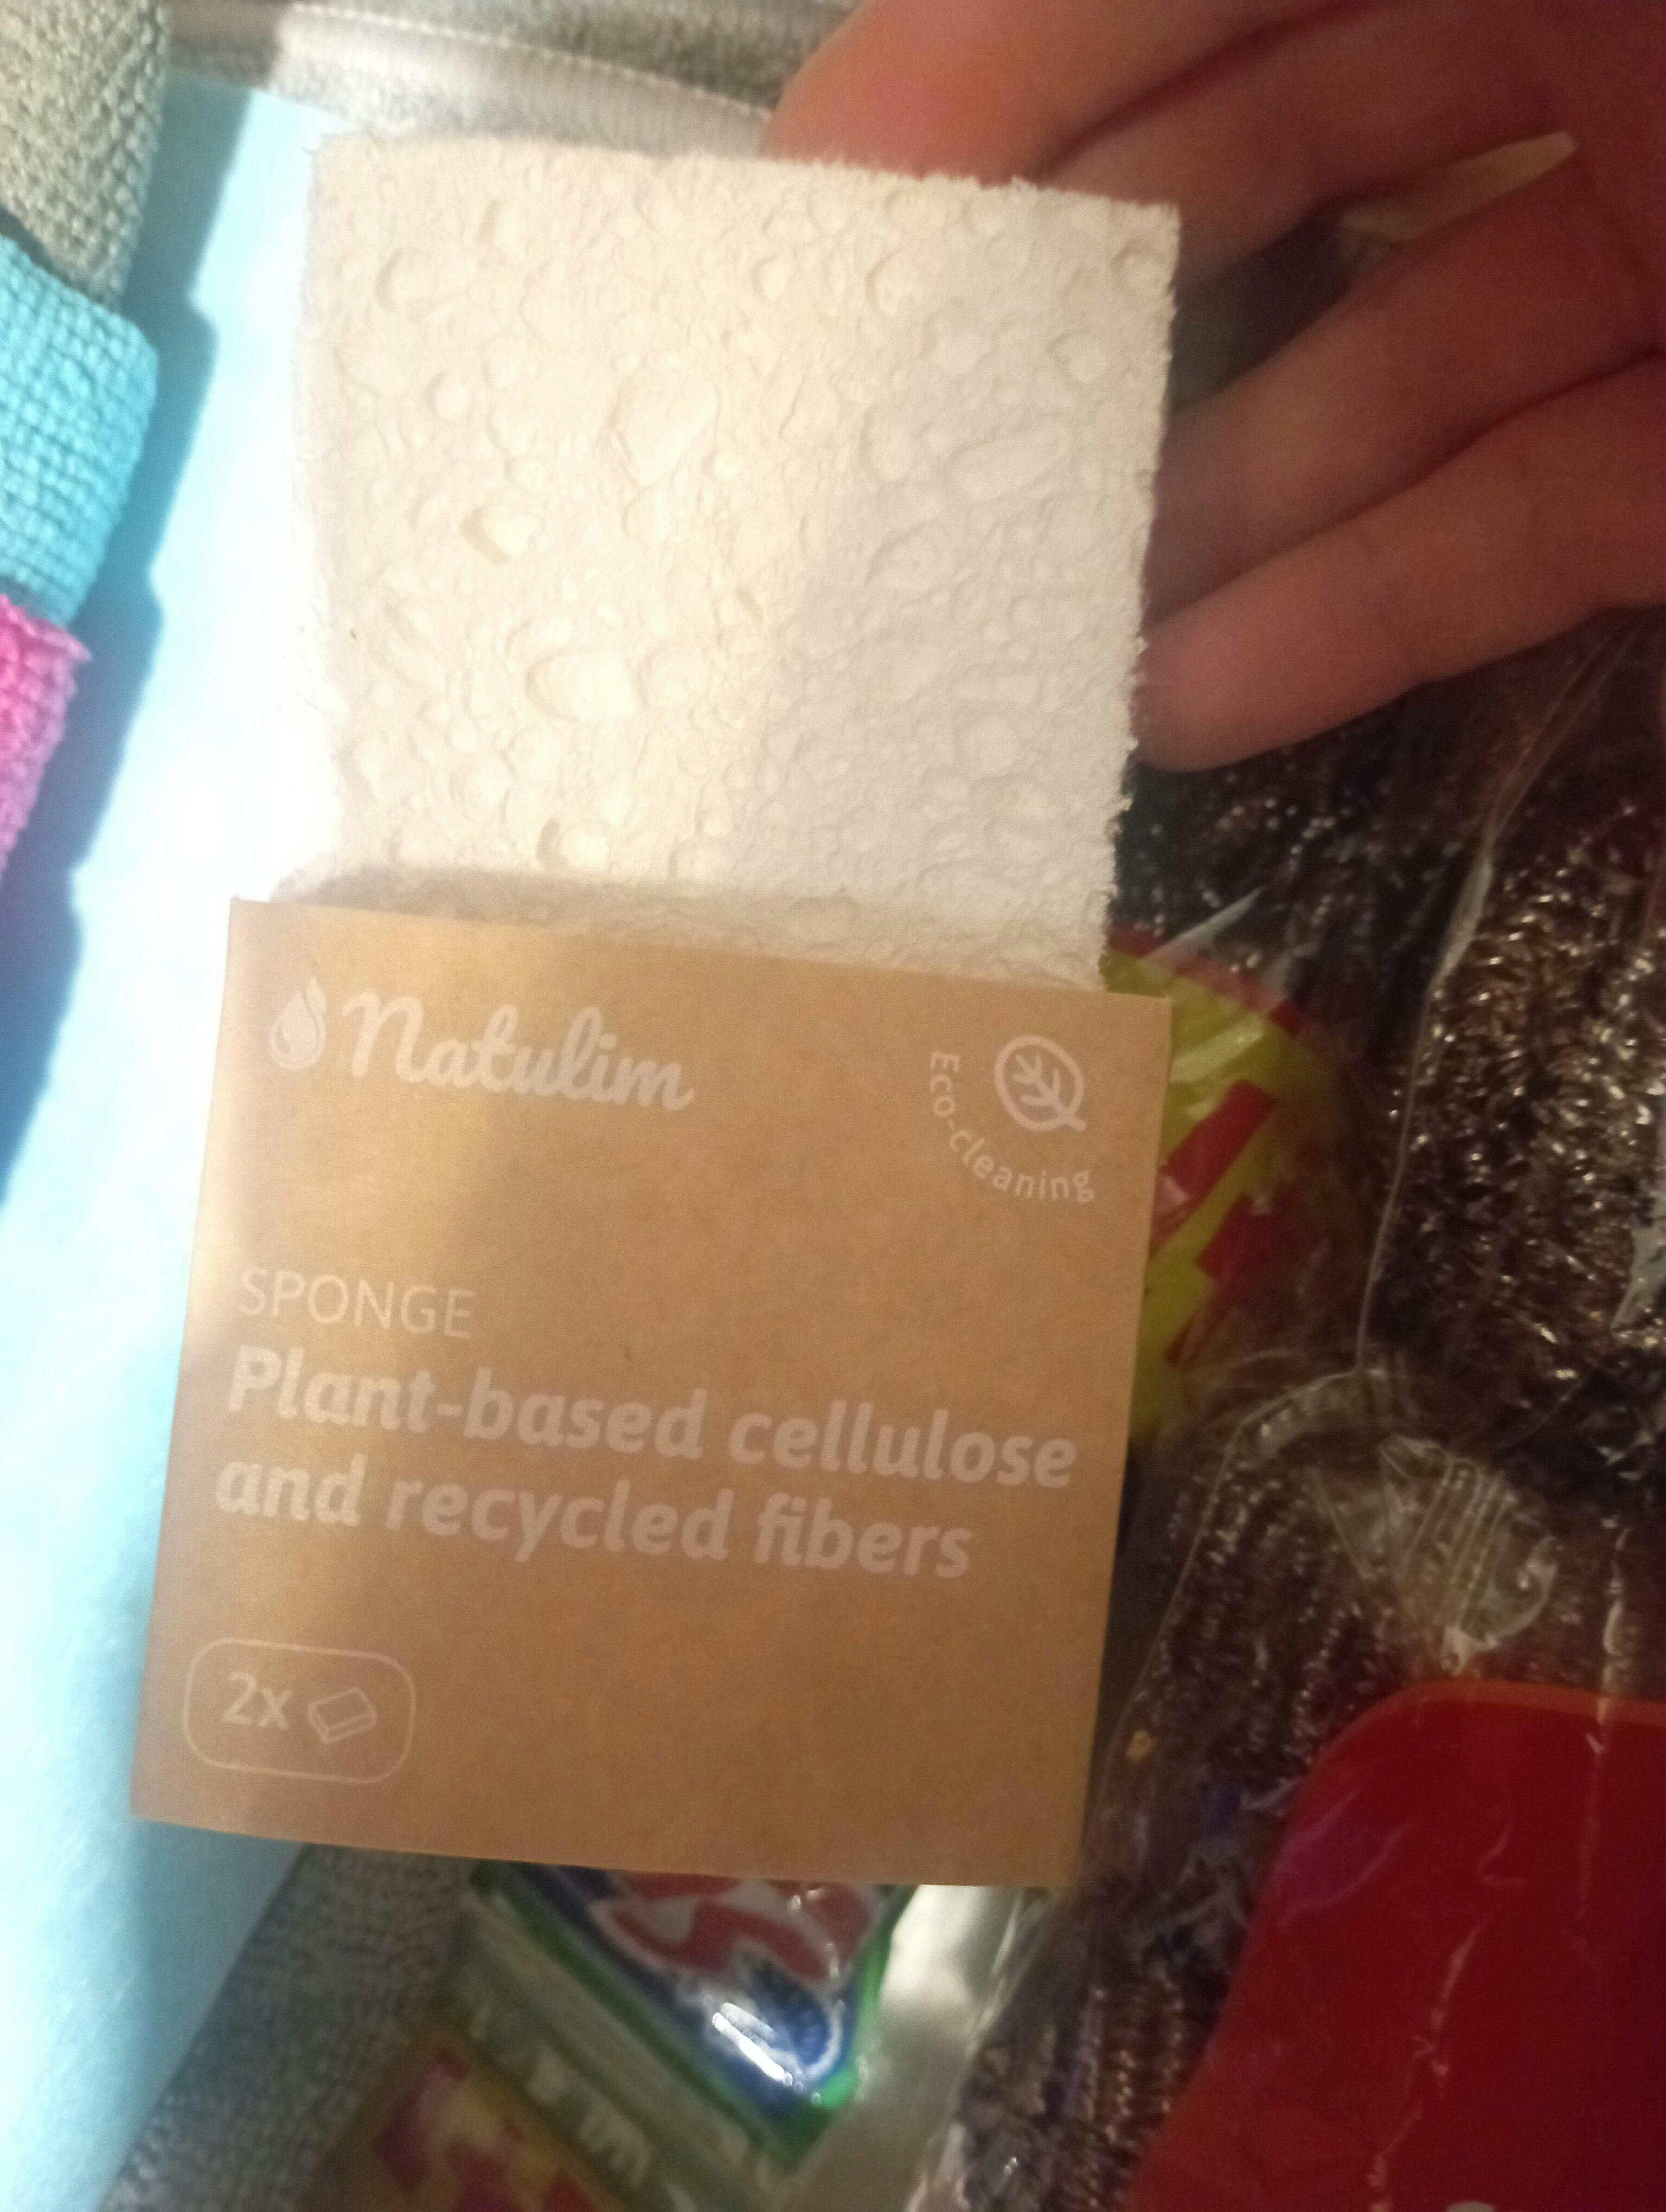 Natulim
Eco-cleaning
SPONGE
Plant-based cellulose
and recycled fibers
2x